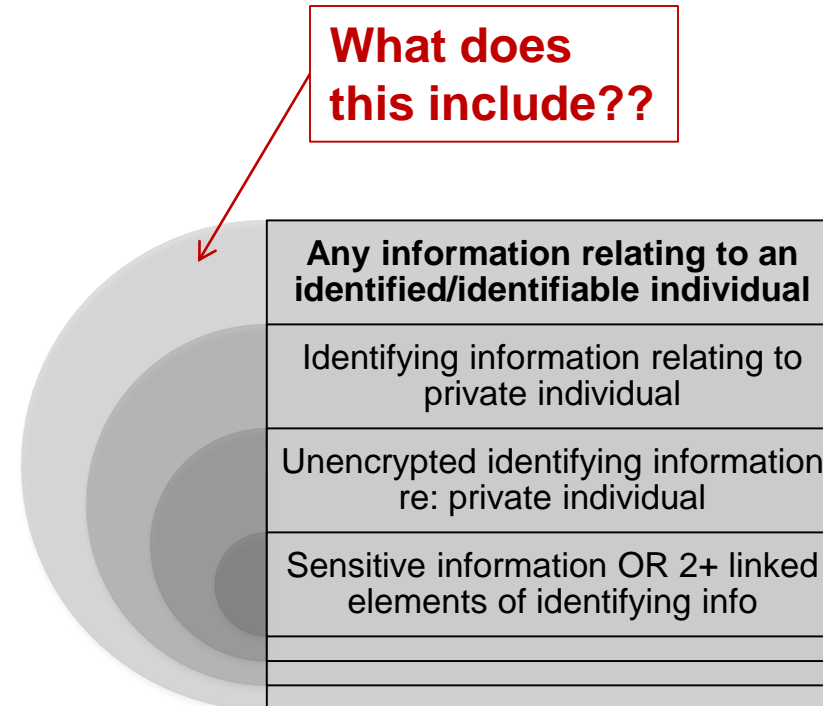 What does
this include??
Any information relating to an
identified/identifiable individual
Identifying information relating to
private individual
Unencrypted identifying information
re: private individual
Sensitive information OR 2+ linked
elements of identifying info